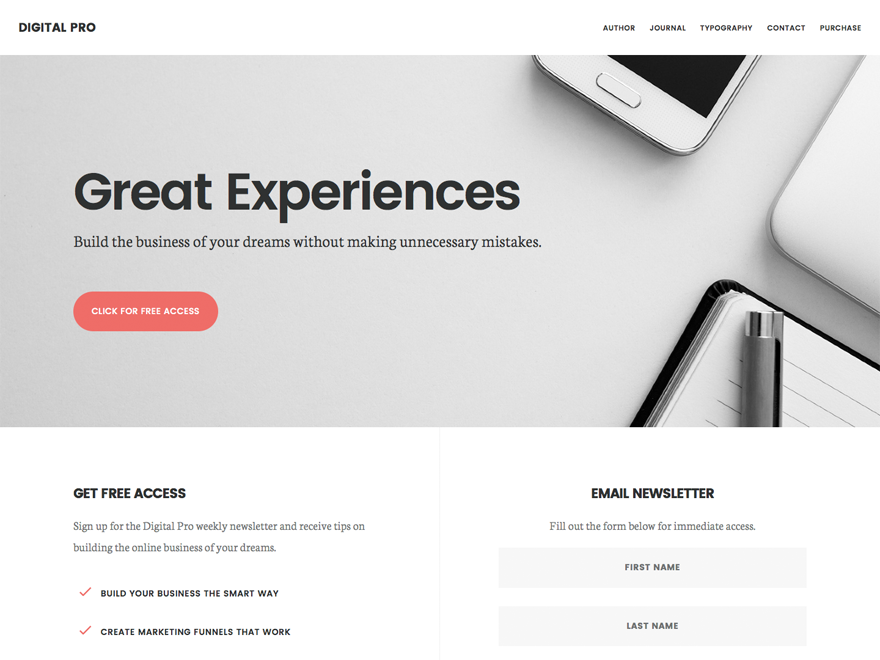 DIGITAL PRO
AUTHOR JOURNAL TYPOGRAPHY CONTACT PURCHASE
Great Experiences
Build the business of your dreams without making unnecessary mistakes.
CLICK FOR FREE ACCESS
GET FREE ACCESS
Sign up for the Digital Pro weekly newsletter and receive tips on
building the online business of your dreams.
BUILD YOUR BUSINESS THE SMART WAY
CREATE MARKETING FUNNELS THAT WORK
EMAIL NEWSLETTER
Fill out the form below for immediate access.
FIRST NAME
LAST NAME